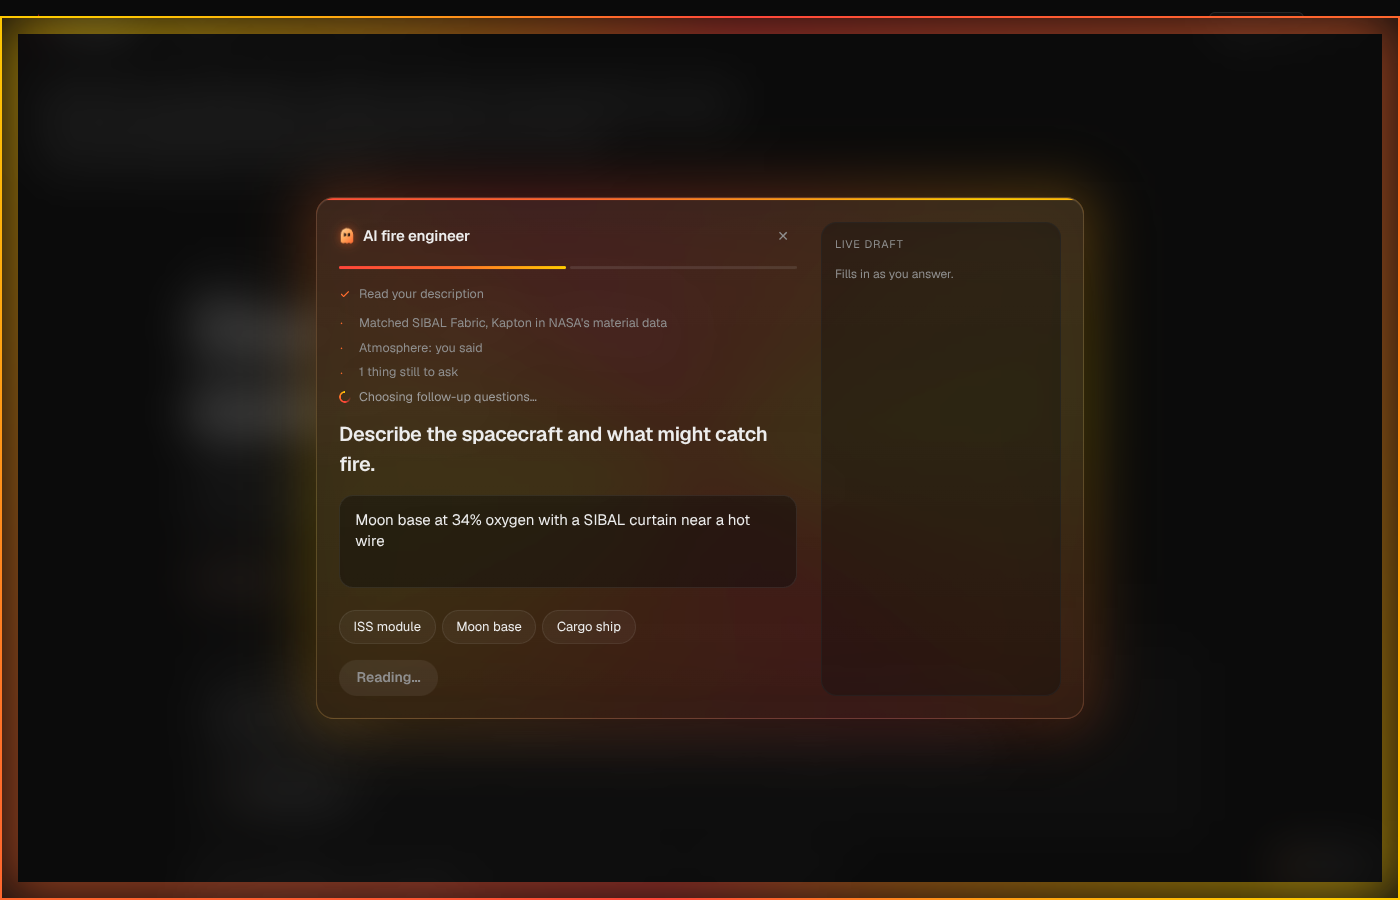 AI fire engineer
×
✓ Read your description
· Matched SIBAL Fabric, Kapton in NASA's material data
· Atmosphere: you said
· 1 thing still to ask
Choosing follow-up questions…
Describe the spacecraft and what might catch
fire.
Moon base at 34% oxygen with a SIBAL curtain near a hot
wire
ISS module
Moon base
Cargo ship
Reading…
LIVE DRAFT
Fills in as you answer.